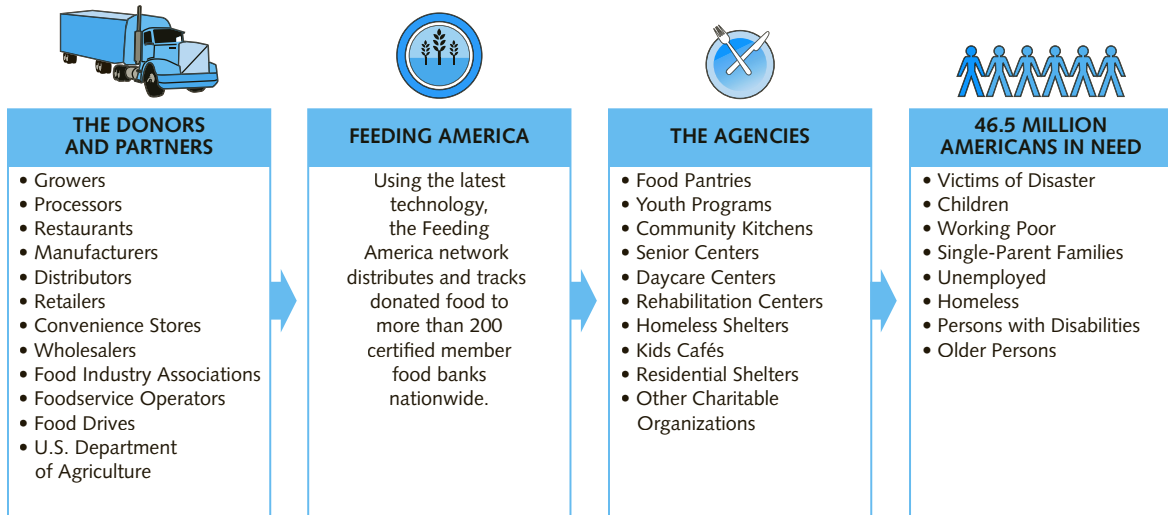 THE DONORS
AND PARTNERS
• Growers
• Processors
• Restaurants
• Manufacturers
• Distributors
• Retailers
• Convenience Stores
• Wholesalers
• Food Industry Associations
• Foodservice Operators
• Food Drives
• U.S. Department
of Agriculture
FEEDING AMERICA
Using the latest
technology,
the Feeding
America network
distributes and tracks
donated food to
more than 200
certified member
food banks
nationwide.
THE AGENCIES
• Food Pantries
• Youth Programs
• Community Kitchens
• Senior Centers
• Daycare Centers
• Rehabilitation Centers
• Homeless Shelters
• Kids Cafés
• Residential Shelters
• Other Charitable
Organizations
46.5 MILLION
AMERICANS IN NEED
• Victims of Disaster
• Children
• Working Poor
• Single-Parent Families
• Unemployed
• Homeless
• Persons with Disabilities
• Older Persons